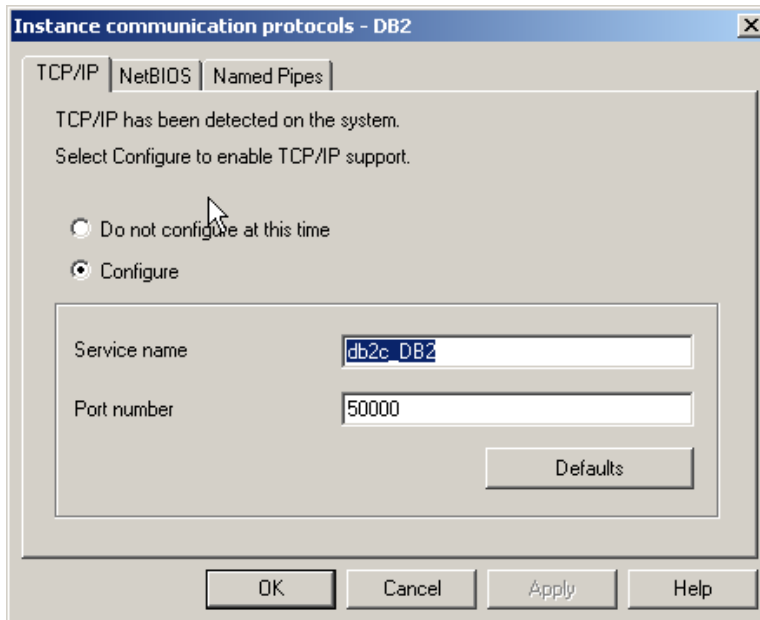 Instance communication protocols - DB2
TCP/IP NetBIOS Named Pipes
TCP/IP has been detected on the system.
Select Configure to enable TCP/IP support.
Do not configure at this time
Configure
Service name db2c_DB2
Port number 50000
Defaults
OK Cancel Apply Help